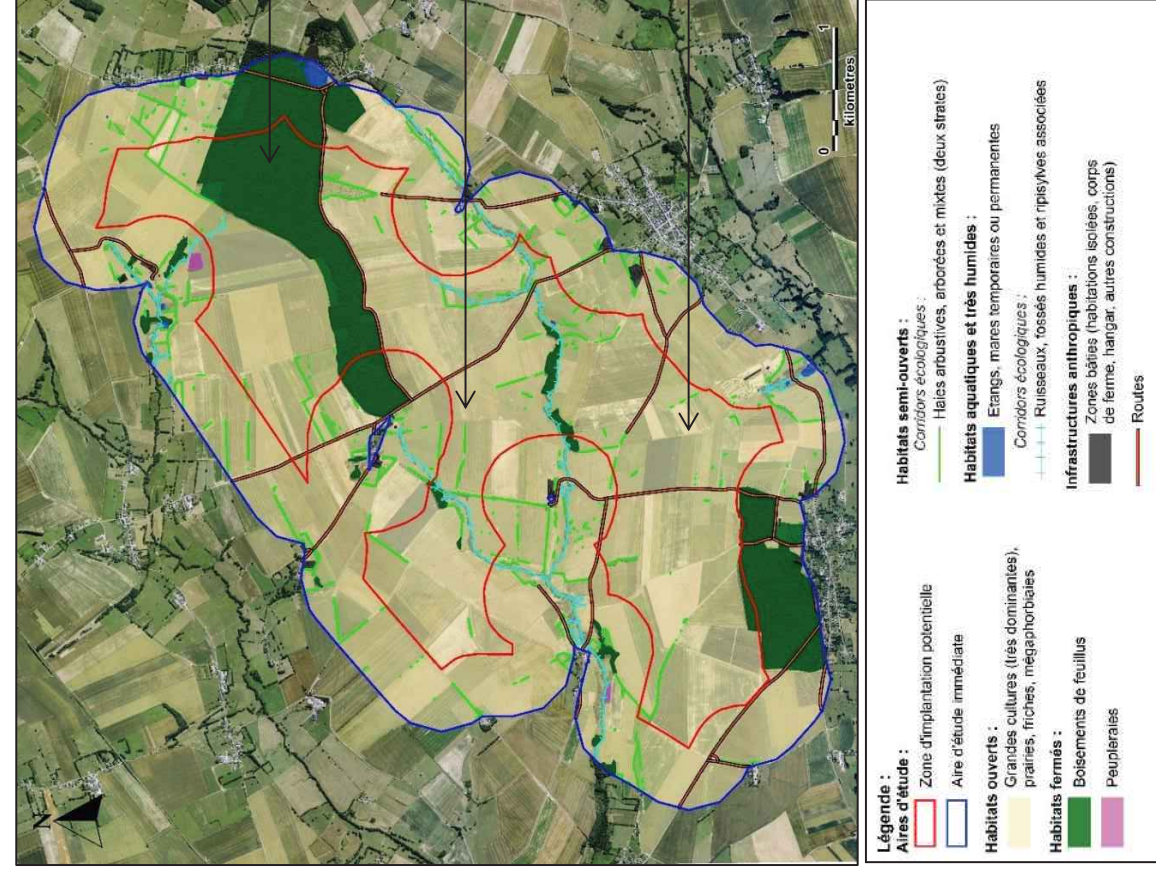 N
0 1
kilometres
Légende :
Aires d'étude :
Zone d'implantation potentielle
Aire d'étude immédiate
Habitats ouverts :
Grandes cultures (très dominantes),
prairies, friches, mégaphorbiaies
Habitats fermés :
Boisements de feuillus
Peupleraies
Habitats semi-ouverts :
Corridors écologiques :
Haies arbustives, arborées et mixtes (deux strates)
Habitats aquatiques et très humides :
Etangs, mares temporaires ou permanentes
Corridors écologiques :
Ruisseaux, fossés humides et ripisylves associées
Infrastructures anthropiques :
Zones bâties (habitations isolées, corps
de ferme, hangar, autres constructions)
Routes